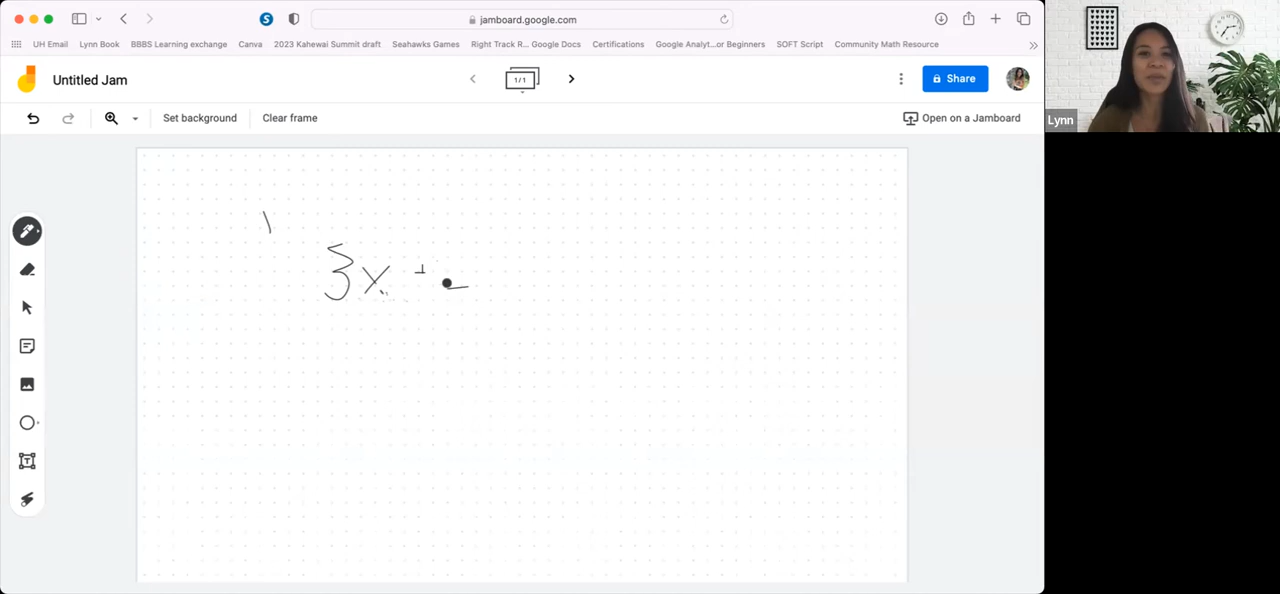 jamboard.google.com
UH Email Lynn Book BBBS Learning exchange Canva 2023 Kahewai Summit draft Seahawks Games Right Track R... Google Docs Certifications Google Analyt...or Beginners SOFT Script Community Math Resource
Untitled Jam
1/1
Share
Set background
Clear frame
Open on a Jamboard
Lynn
3x +